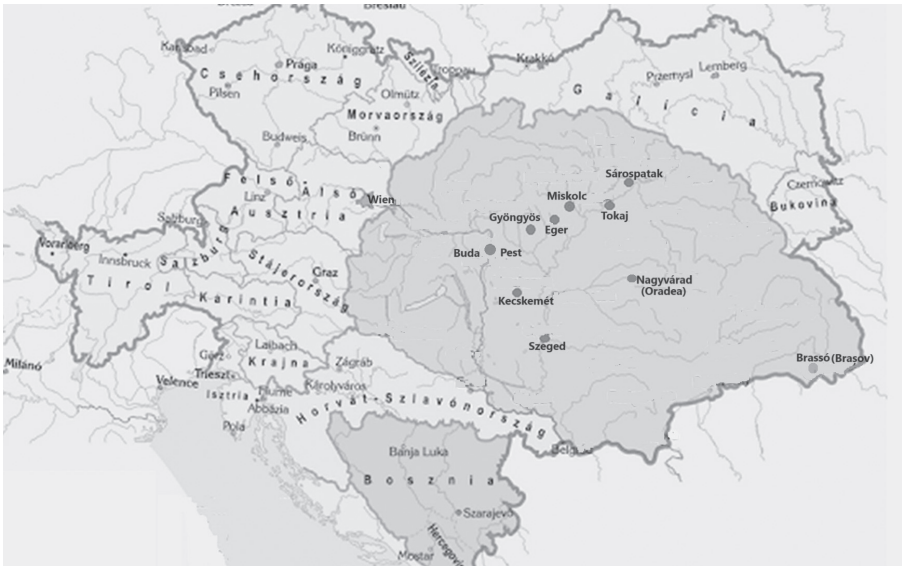 Breslau
Karlsbad
Königgratz
Prága
Szilézia
Troppau
Krakkó
Przemysl
Lemberg
Csehország
Pilsen
Olmütz
Galícia
Morvaország
Budweis
Brünn
Sárospatak
Czernowitz
Felső-
Alsó
Linz
Wien
Miskolc
Tokaj
Bukovina
Ausztria
Salzburg
Gyöngyös
Eger
Vorarlberg
Innsbruck
Salzburg
Stájerország
Buda
Pest
Graz
Nagyvárad
(Oradea)
Tirol
Karintia
Kecskemét
Laibach
Szeged
Görz
Krajna
Zágráb
Brassó (Brasov)
Milánó
Trieszt
Velence
Fiume
Károlyváros
Isztria
Abbázia
Horvát-Szlavónország
Pola
Banja Luka
Bosznia
Szarajevó
Mostar